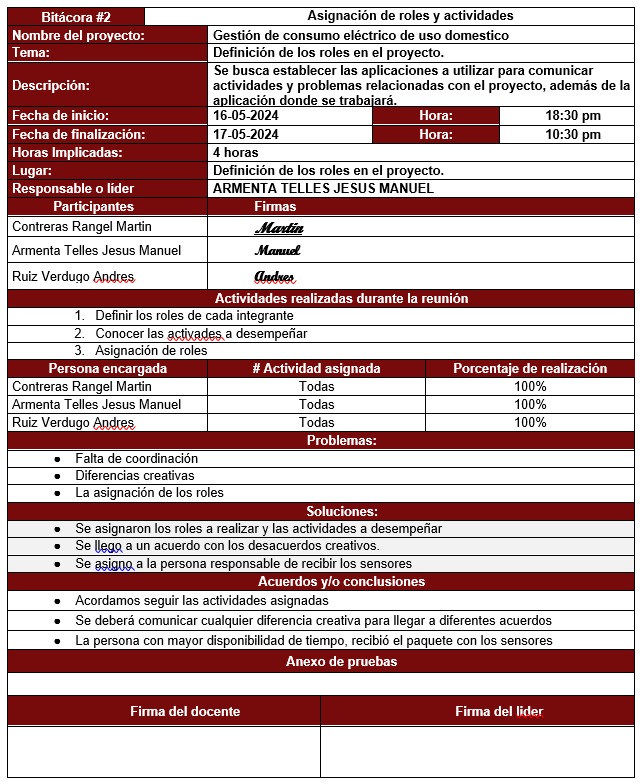 Bitácora #2 Asignación de roles y actividades
Nombre del proyecto: Gestión de consumo eléctrico de uso domestico
Tema: Definición de los roles en el proyecto.
Descripción: Se busca establecer las aplicaciones a utilizar para comunicar
actividades y problemas relacionadas con el proyecto, además de la
aplicación donde se trabajará.
Fecha de inicio: 16-05-2024 Hora: 18:30 pm
Fecha de finalización: 17-05-2024 Hora: 10:30 pm
Horas Implicadas: 4 horas
Lugar: Definición de los roles en el proyecto.
Responsable o líder ARMENTA TELLES JESUS MANUEL
Participantes Firmas
Contreras Rangel Martin Martín
Armenta Telles Jesus Manuel Manuel
Ruiz Verdugo Andres Andres
Actividades realizadas durante la reunión
1. Definir los roles de cada integrante
2. Conocer las activades a desempeñar
3. Asignación de roles
Persona encargada # Actividad asignada Porcentaje de realización
Contreras Rangel Martin Todas 100%
Armenta Telles Jesus Manuel Todas 100%
Ruiz Verdugo Andres Todas 100%
Problemas:
• Falta de coordinación
• Diferencias creativas
• La asignación de los roles
Soluciones:
• Se asignaron los roles a realizar y las actividades a desempeñar
• Se llego a un acuerdo con los desacuerdos creativos.
• Se asigno a la persona responsable de recibir los sensores
Acuerdos y/o conclusiones
• Acordamos seguir las actividades asignadas
• Se deberá comunicar cualquier diferencia creativa para llegar a diferentes acuerdos
• La persona con mayor disponibilidad de tiempo, recibió el paquete con los sensores
Anexo de pruebas
Firma del docente Firma del lider